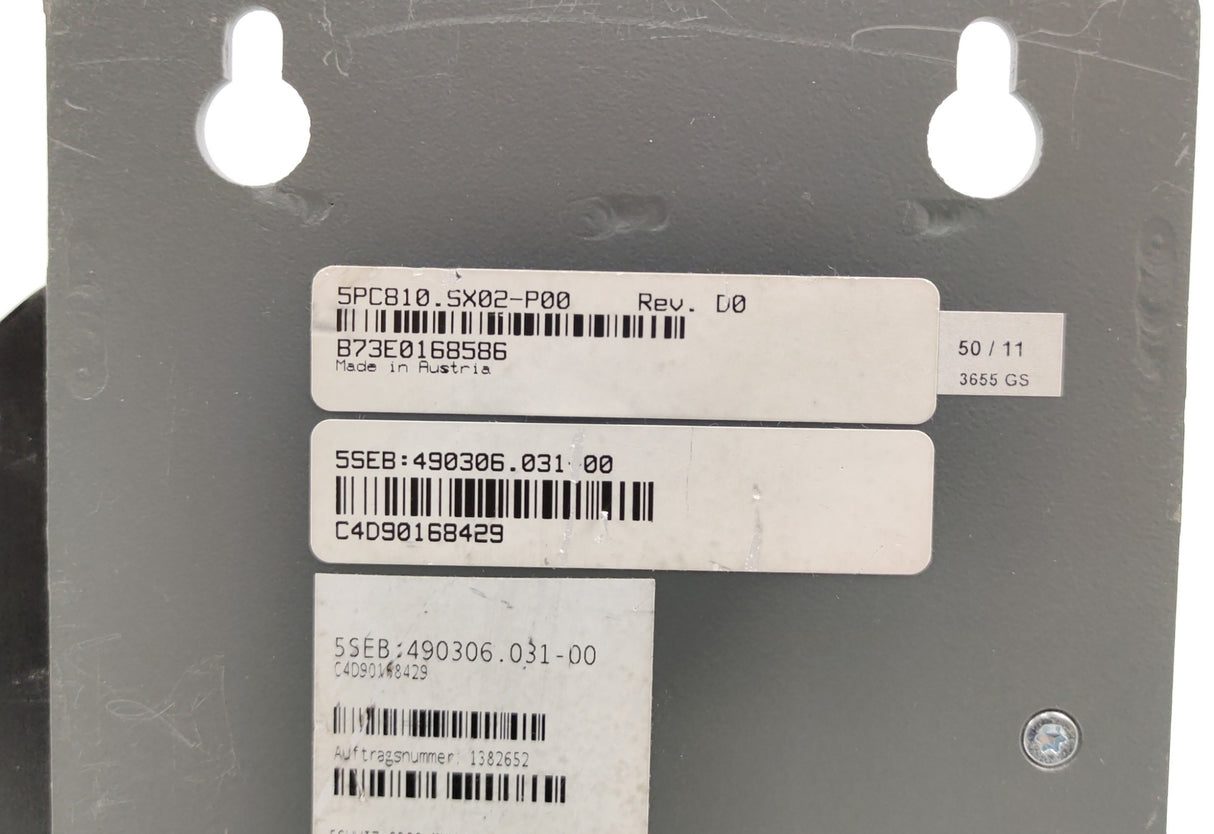 5PC810.SX02-P00 Rev. D0
B73E0168586
Made in Austria
50 / 11
3655 GS
5SEB:490306.031-00
C4D90168429
5SEB:490306.031-00
C4D90168429
Auftragsnummer: 1382652